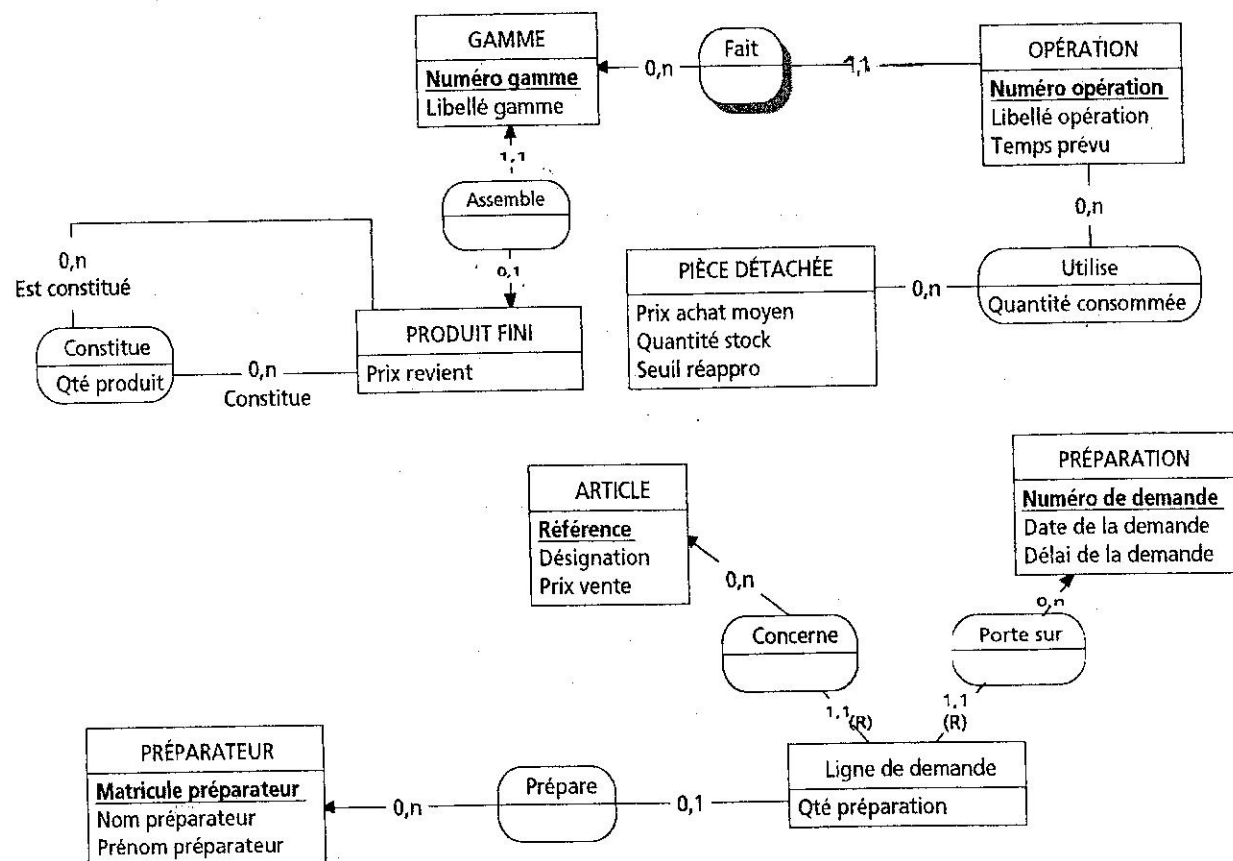 GAMME
Numéro gamme
Libellé gamme
0,n
Fait
1,1
OPÉRATION
Numéro opération
Libellé opération
Temps prévu
1,1
Assemble
0,1
0,n
Est constitué
Constitue
Qté produit
0,n
Constitue
PRODUIT FINI
Prix revient
PIÈCE DÉTACHÉE
Prix achat moyen
Quantité stock
Seuil réappro
0,n
0,n
Utilise
Quantité consommée
ARTICLE
Référence
Désignation
Prix vente
0,n
Concerne
1,1
(R)
PRÉPARATION
Numéro de demande
Date de la demande
Délai de la demande
0,n
Porte sur
1,1
(R)
PRÉPARATEUR
Matricule préparateur
Nom préparateur
Prénom préparateur
0,n
Prépare
0,1
Ligne de demande
Qté préparation